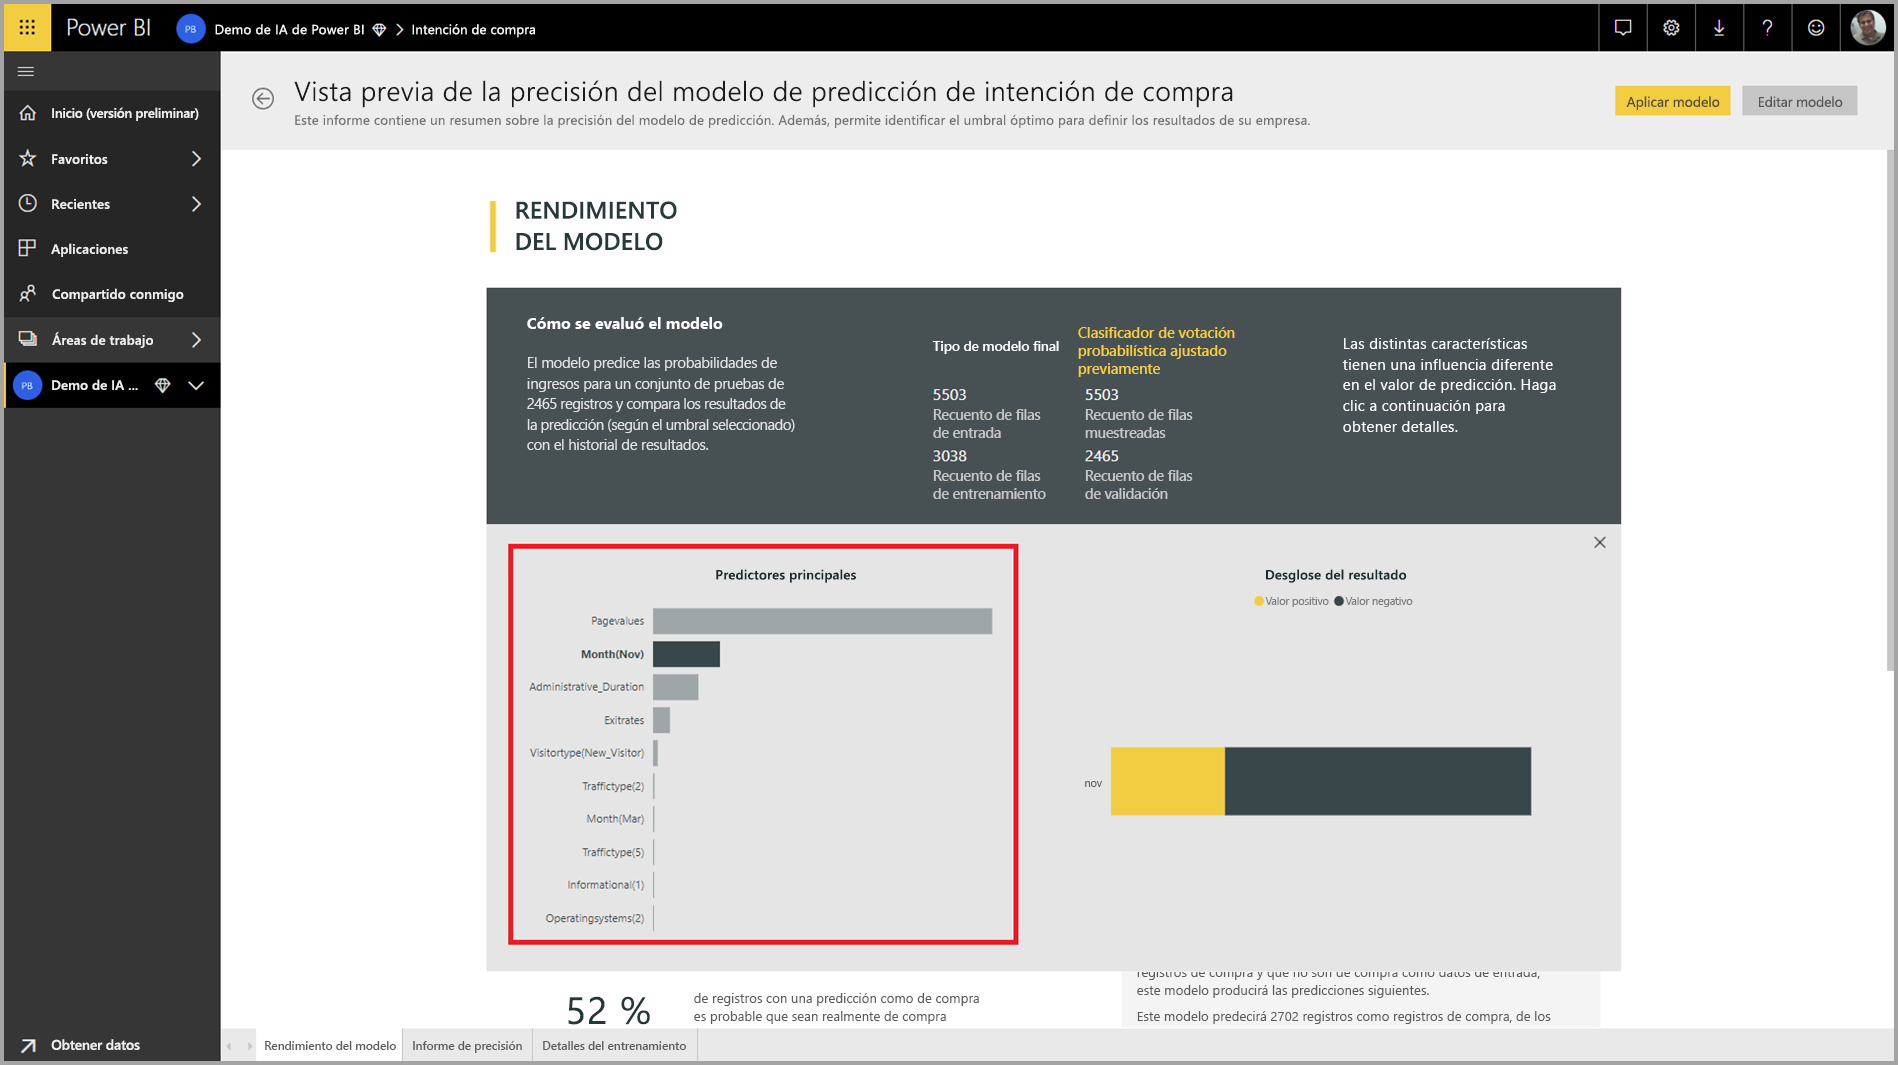 Power BI
PB
Demo de IA de Power BI
Intención de compra
Inicio (versión preliminar)
Favoritos
Recientes
Aplicaciones
Compartido conmigo
Áreas de trabajo
PB
Demo de IA ...
Obtener datos
Vista previa de la precisión del modelo de predicción de intención de compra
Este informe contiene un resumen sobre la precisión del modelo de predicción. Además, permite identificar el umbral óptimo para definir los resultados de su empresa.
Aplicar modelo
Editar modelo
RENDIMIENTO
DEL MODELO
Cómo se evaluó el modelo
El modelo predice las probabilidades de
ingresos para un conjunto de pruebas de
2465 registros y compara los resultados de
la predicción (según el umbral seleccionado)
con el historial de resultados.
Tipo de modelo final
Clasificador de votación
probabilística ajustado
previamente
5503
Recuento de filas
de entrada
5503
Recuento de filas
muestreadas
3038
Recuento de filas
de entrenamiento
2465
Recuento de filas
de validación
Las distintas características
tienen una influencia diferente
en el valor de predicción. Haga
clic a continuación para
obtener detalles.
Predictores principales
Pagevalues
Month(Nov)
Administrative_Duration
Exitrates
Visitortype(New_Visitor)
Traffictype(2)
Month(Mar)
Traffictype(5)
Informational(1)
Operatingsystems(2)
Desglose del resultado
Valor positivo
Valor negativo
nov
52 %
de registros con una predicción como de compra
es probable que sean realmente de compra
registros de compra y que no son de compra como datos de entrada,
este modelo producirá las predicciones siguientes.
Este modelo predecirá 2702 registros como registros de compra, de los
Rendimiento del modelo
Informe de precisión
Detalles del entrenamiento